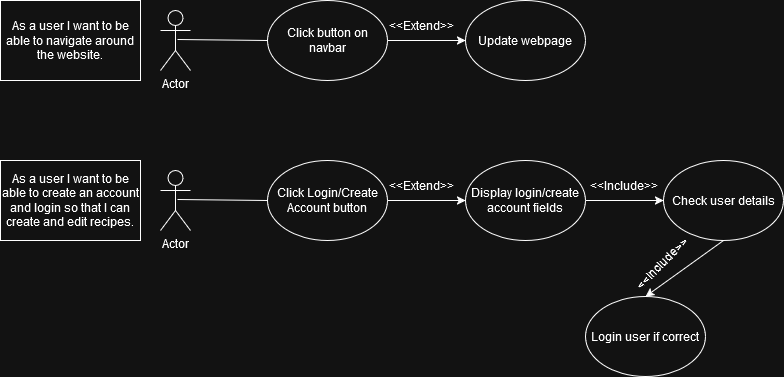 As a user I want to be
able to navigate around
the website.
Actor
Click button on
navbar
<<Extend>>
Update webpage
As a user I want to be
able to create an account
and login so that I can
create and edit recipes.
Actor
Click Login/Create
Account button
<<Extend>>
Display login/create
account fields
<<Include>>
Check user details
<<Include>>
Login user if correct